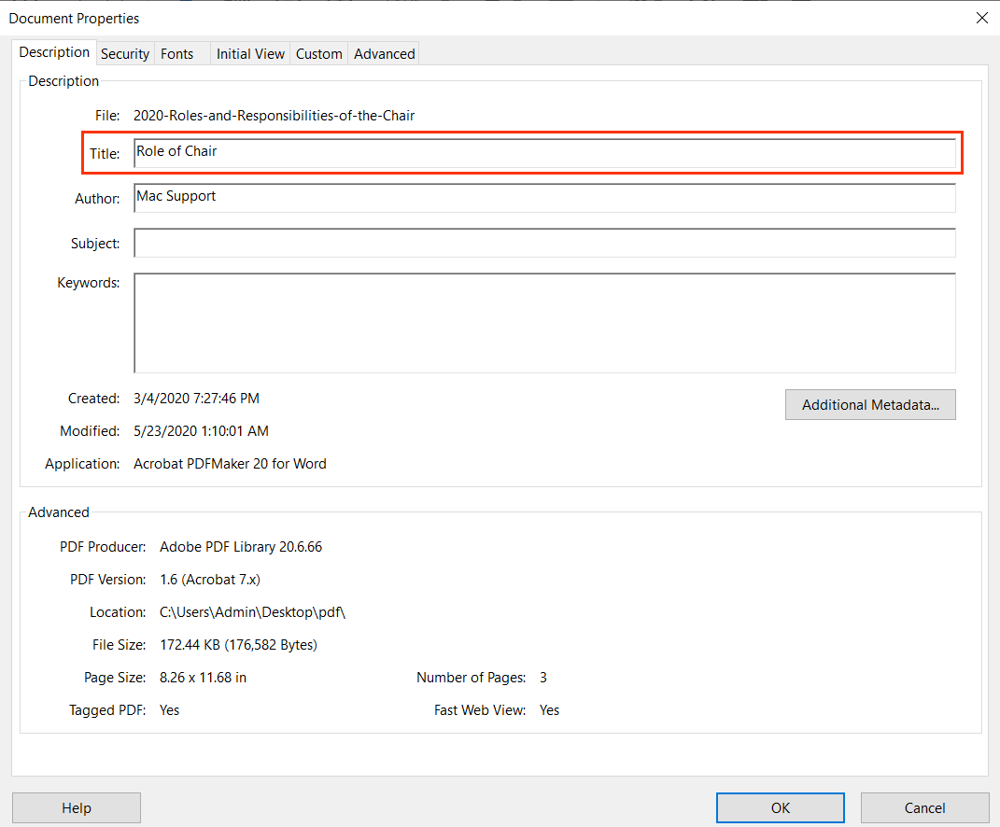 Document Properties
Description Security Fonts Initial View Custom Advanced
Description
File: 2020-Roles-and-Responsibilities-of-the-Chair
Title: Role of Chair
Author: Mac Support
Subject:
Keywords:
Created: 3/4/2020 7:27:46 PM
Additional Metadata...
Modified: 5/23/2020 1:10:01 AM
Application: Acrobat PDFMaker 20 for Word
Advanced
PDF Producer: Adobe PDF Library 20.6.66
PDF Version: 1.6 (Acrobat 7.x)
Location: C:\Users\Admin\Desktop\pdf\
File Size: 172.44 KB (176,582 Bytes)
Page Size: 8.26 x 11.68 in Number of Pages: 3
Tagged PDF: Yes Fast Web View: Yes
Help OK Cancel